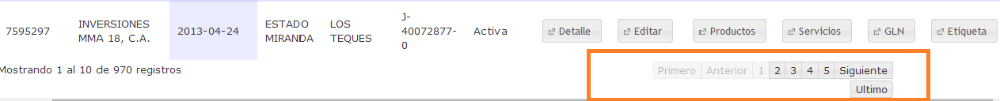 7595297 INVERSIONES MMA 18, C.A. 2013-04-24 ESTADO MIRANDA LOS TEQUES J-40072877-0 Activa Detalle Editar Productos Servicios GLN Etiqueta
Mostrando 1 al 10 de 970 registros Primero Anterior 1 2 3 4 5 Siguiente
Ultimo